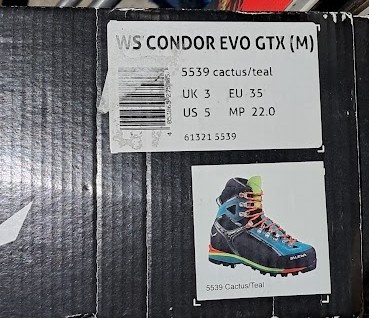 WS CONDOR EVO GTX (M)
5539 cactus/teal
UK 3 EU 35
US 5 MP 22.0
61321 5539
SALEWA
5539 Cactus/Teal